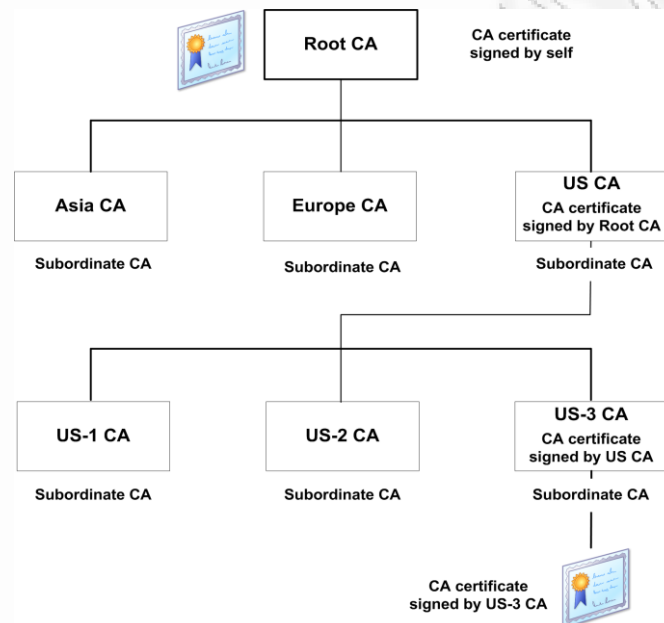 Root CA
CA certificate
signed by self
Asia CA
Europe CA
US CA
CA certificate
signed by Root CA
Subordinate CA
Subordinate CA
Subordinate CA
US-1 CA
US-2 CA
US-3 CA
CA certificate
signed by US CA
Subordinate CA
Subordinate CA
Subordinate CA
CA certificate
signed by US-3 CA